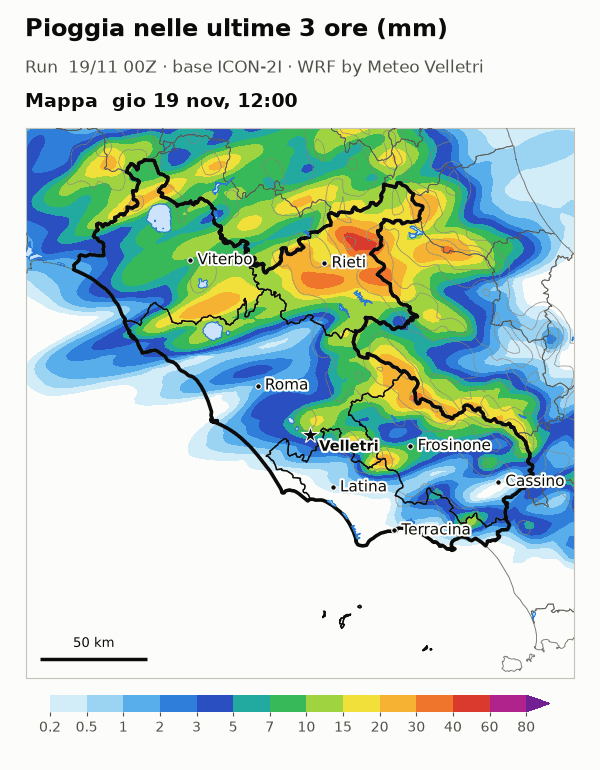 Pioggia nelle ultime 3 ore (mm)
Run 19/11 00Z · base ICON-2I · WRF by Meteo Velletri
Mappa gio 19 nov, 12:00
Viterbo
Rieti
Roma
Velletri
Frosinone
Cassino
Latina
Terracina
50 km
0.2 0.5 1 2 3 5 7 10 15 20 30 40 60 80